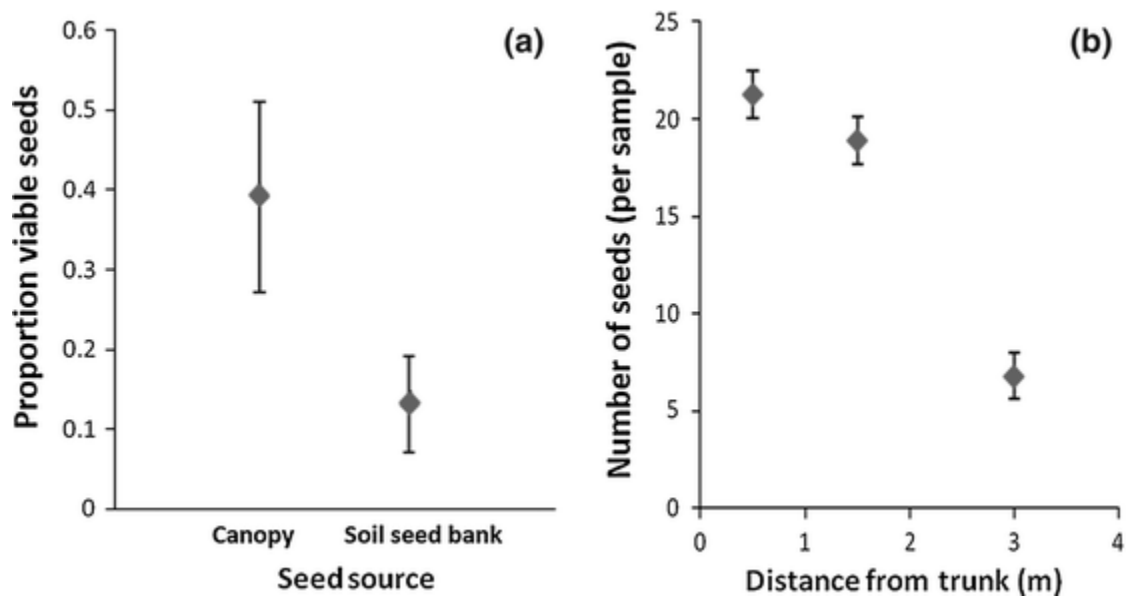 (a)
Proportion viable seeds
0.6
0.5
0.4
0.3
0.2
0.1
0
Canopy Soil seed bank
Seed source
(b)
Number of seeds (per sample)
25
20
15
10
5
0
0 1 2 3 4
Distance from trunk (m)